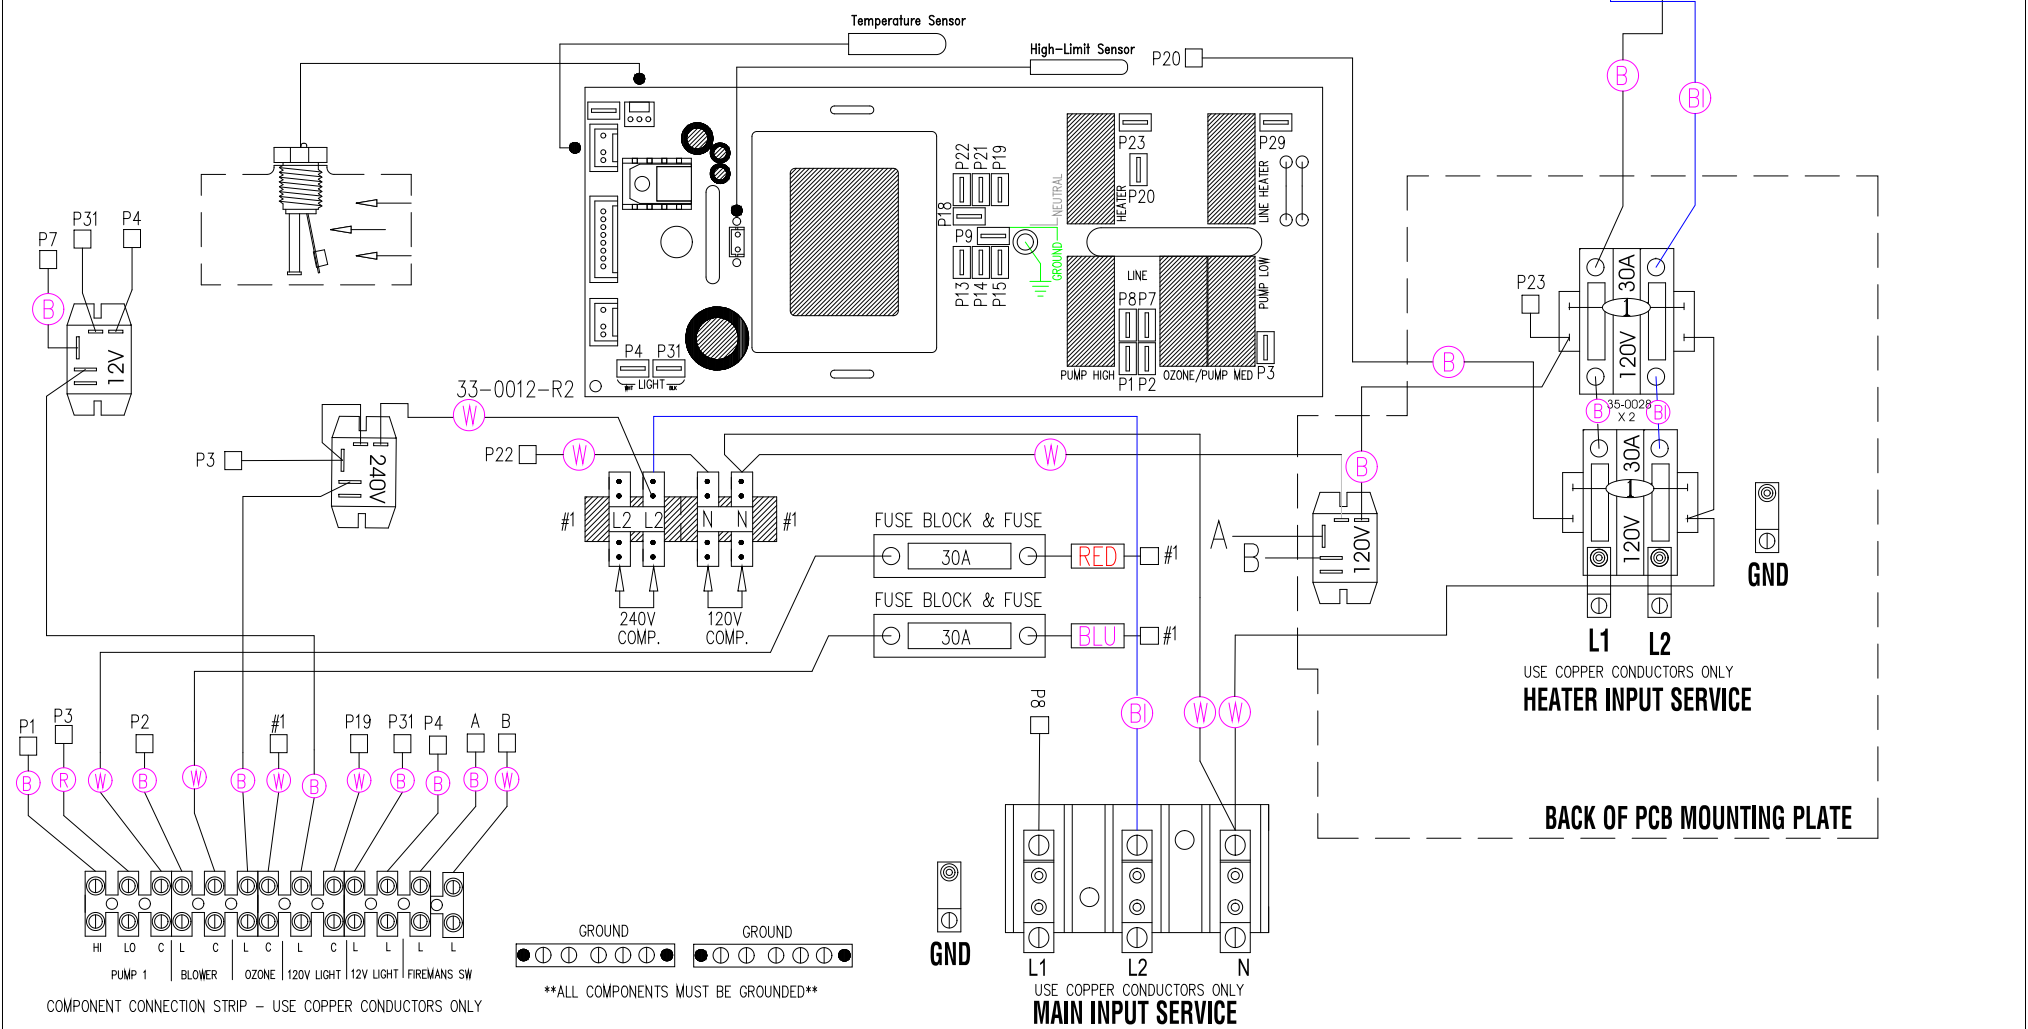 Temperature Sensor
High-Limit Sensor
P20
B
Bl
P23
P29
P22
P21
P19
P20
P18
NEUTRAL
HEATER
LINE HEATER
P9
GROUND
P13
P14
P15
LINE
P8 P7
PUMP LOW
P4 P31
LIGHT
PUMP HIGH
P1 P2
OZONE/PUMP MED
P3
33-0012-R2
P31 P4
P7
B
12V
P3
240V
W
P22
W
W
#1
L2 L2 N N
#1
240V
COMP.
120V
COMP.
FUSE BLOCK & FUSE
30A
RED
#1
FUSE BLOCK & FUSE
30A
BLU
#1
A
B
120V
B
B
P23
30A
120V
1
B
35-0028
X 2
Bl
30A
120V
1
GND
L1 L2
USE COPPER CONDUCTORS ONLY
HEATER INPUT SERVICE
BACK OF PCB MOUNTING PLATE
P8
Bl
W
W
P1 P3 P2 #1 P19 P31 P4 A B
B R W B W B W B W B B B W
HI LO C L C L C L C L L L L
PUMP 1 BLOWER OZONE 120V LIGHT 12V LIGHT FIREMANS SW
COMPONENT CONNECTION STRIP - USE COPPER CONDUCTORS ONLY
GROUND
GROUND
**ALL COMPONENTS MUST BE GROUNDED**
GND
L1 L2 N
USE COPPER CONDUCTORS ONLY
MAIN INPUT SERVICE